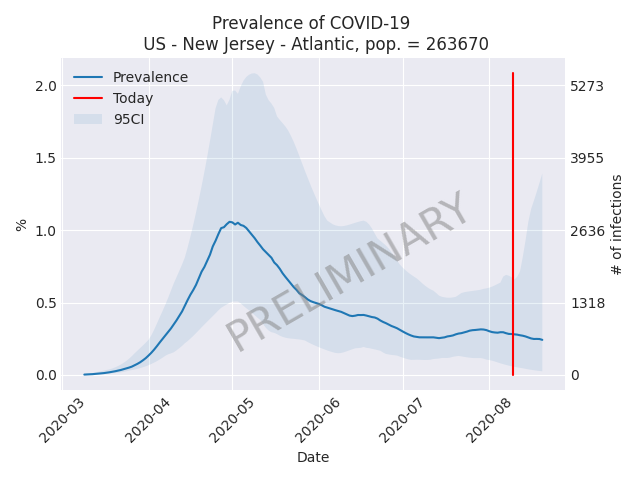 Prevalence of COVID-19
US - New Jersey - Atlantic, pop. = 263670
Prevalence
Today
95CI
PRELIMINARY
%
2.0
1.5
1.0
0.5
0.0
5273
3955
2636
1318
0
# of infections
2020-03
2020-04
2020-05
2020-06
2020-07
2020-08
Date